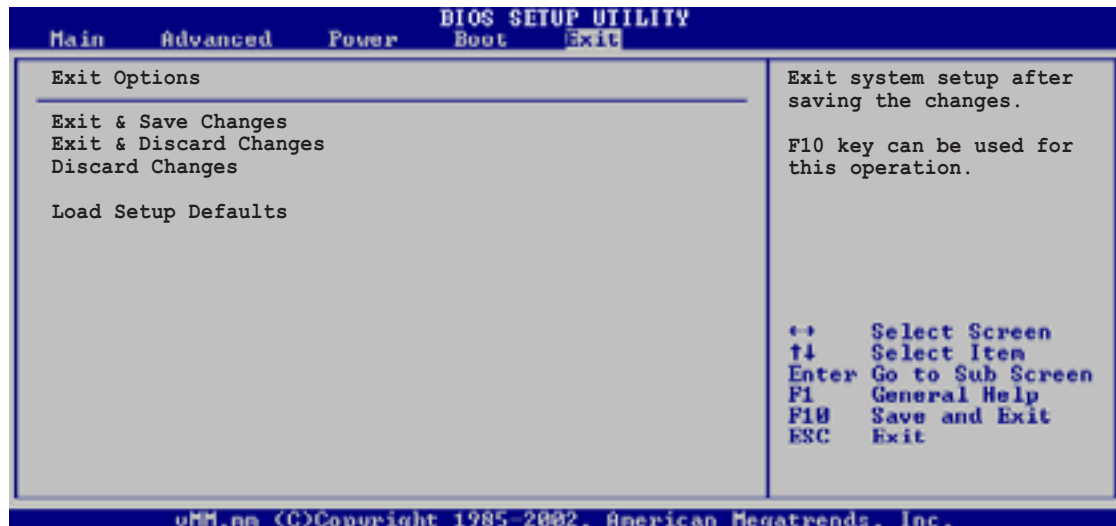 BIOS SETUP UTILITY
Main Advanced Power Boot Exit
Exit Options
Exit & Save Changes
Exit & Discard Changes
Discard Changes
Load Setup Defaults
Exit system setup after
saving the changes.
F10 key can be used for
this operation.
←→ Select Screen
↑↓ Select Item
Enter Go to Sub Screen
F1 General Help
F10 Save and Exit
ESC Exit
(C)Copyright 1985-2002, American Megatrends, Inc.